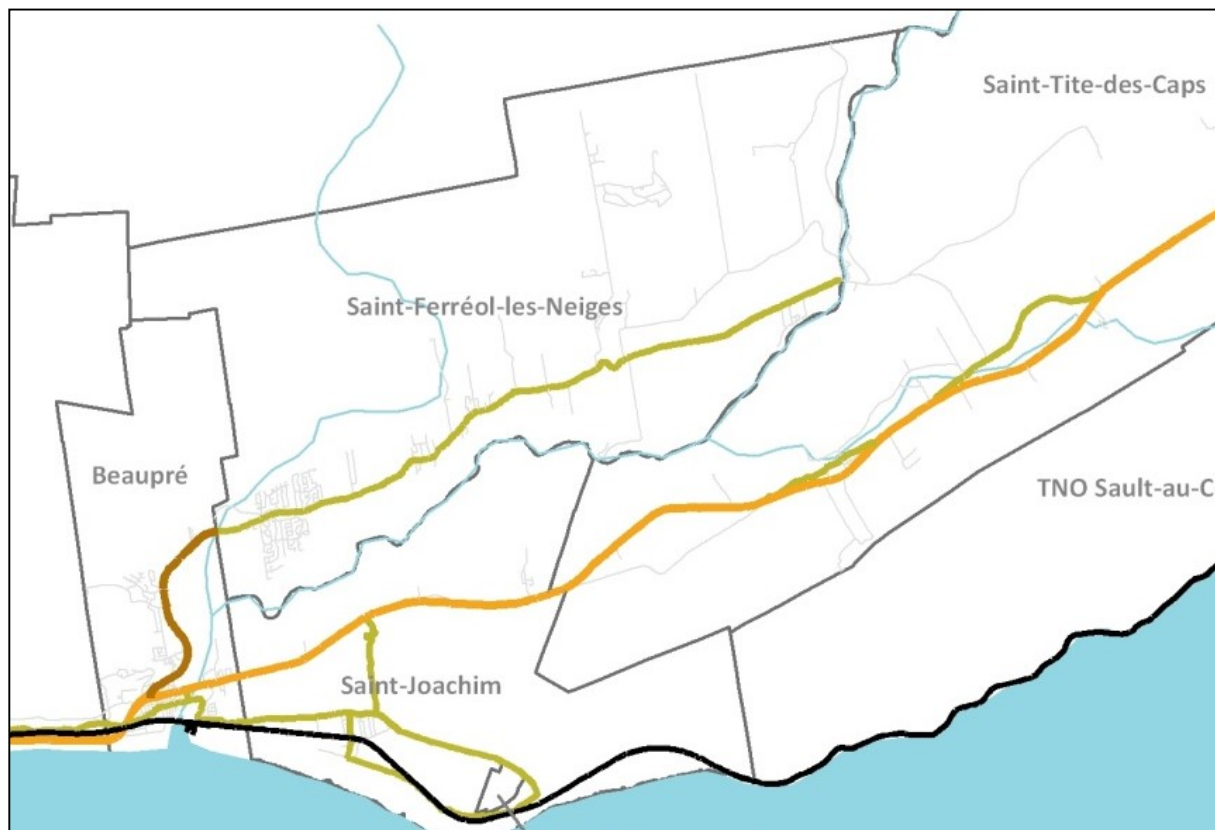 Saint-Tite-des-Caps
Saint-Ferréol-les-Neiges
Beaupré
TNO Sault-au-C
Saint-Joachim